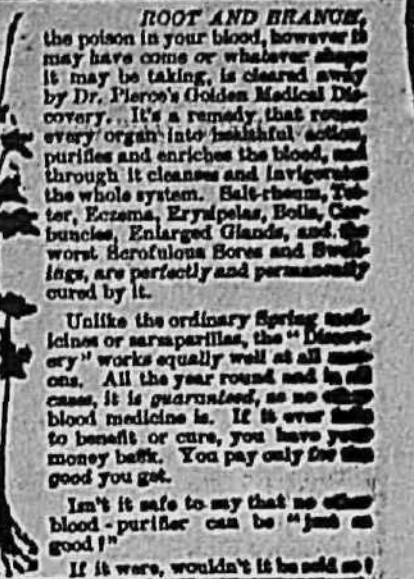 ROOT AND BRANCH,
the poison in your blood, however it
may have come or whatever shape
it may be taking, is cleared away
by Dr. Pierce's Golden Medical Dis-
covery. It's a remedy that rouses
every organ into healthful action,
purifies and enriches the blood, and
through it cleanses and invigorates
the whole system. Salt-rheum, Tet-
ter, Eczema, Erysipelas, Boils, Car-
buncles, Enlarged Glands, and the
worst Scrofulous Sores and Swell-
ings, are perfectly and permanently
cured by it.
Unlike the ordinary Spring med-
icines or sarsaparillas, the "Discov-
ery" works equally well at all seas-
ons. All the year round and in all
cases, it is guaranteed, as no other
blood medicine is. If it ever fails
to benefit or cure, you have your
money back. You pay only for the
good you get.
Isn't it safe to say that no other
blood-purifier can be "just as
good?"
If it were, wouldn't it be sold so?